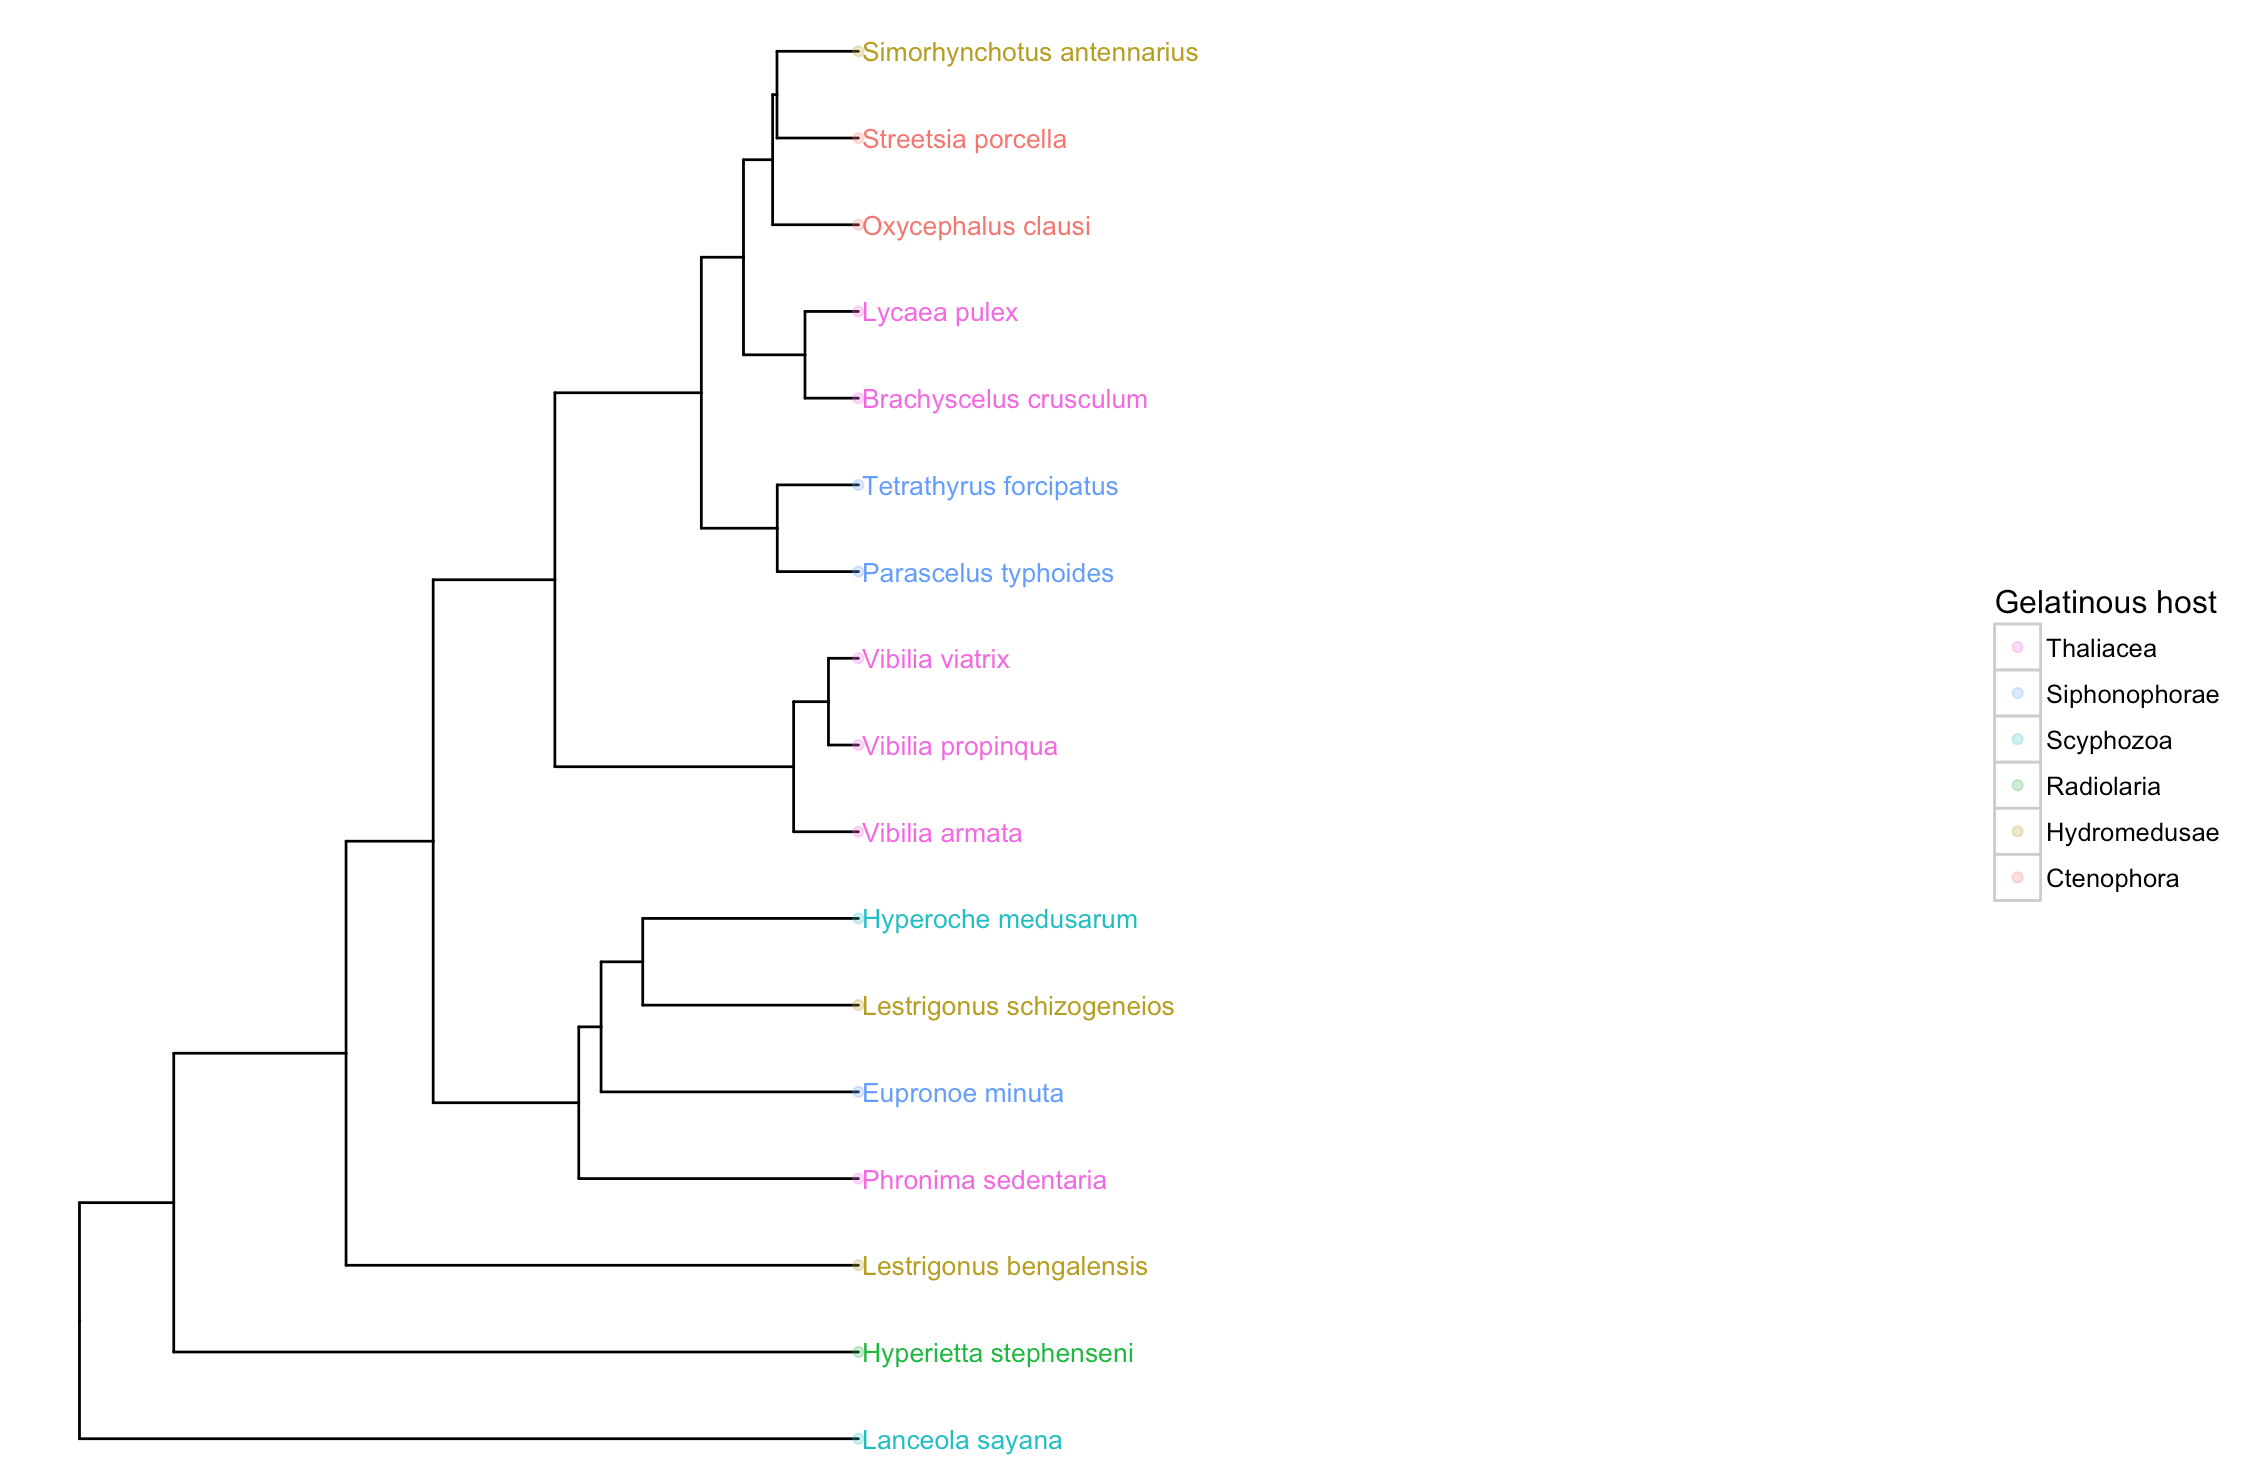 Simorhynchotus antennarius
Streetsia porcella
Oxycephalus clausi
Lycaea pulex
Brachyscelus crusculum
Tetrathyrus forcipatus
Parascelus typhoides
Vibilia viatrix
Vibilia propinqua
Vibilia armata
Hyperoche medusarum
Lestrigonus schizogeneios
Eupronoe minuta
Phronima sedentaria
Lestrigonus bengalensis
Hyperietta stephenseni
Lanceola sayana
Gelatinous host
Thaliacea
Siphonophorae
Scyphozoa
Radiolaria
Hydromedusae
Ctenophora